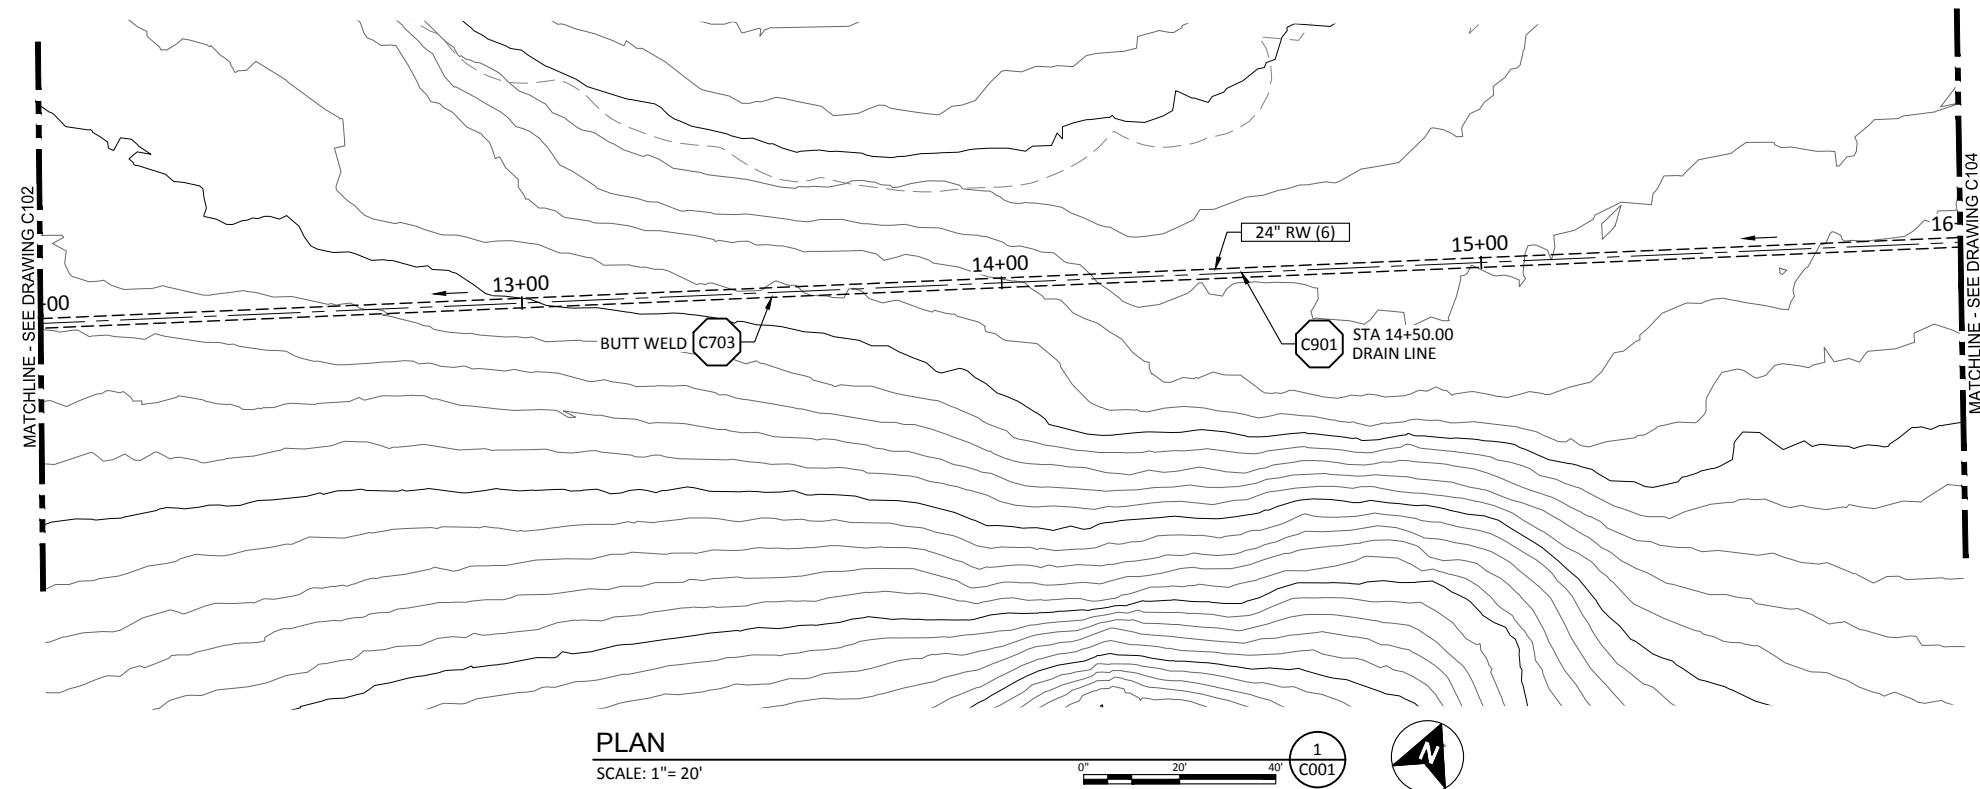 MATCHLINE - SEE DRAWING C102
MATCHLINE - SEE DRAWING C104
16-
24" RW (6)
15+00
14+00
13+00
-00
BUTT WELD
C703
C901
STA 14+50.00
DRAIN LINE
PLAN
SCALE: 1"= 20'
0"
20'
40'
1
C001
N